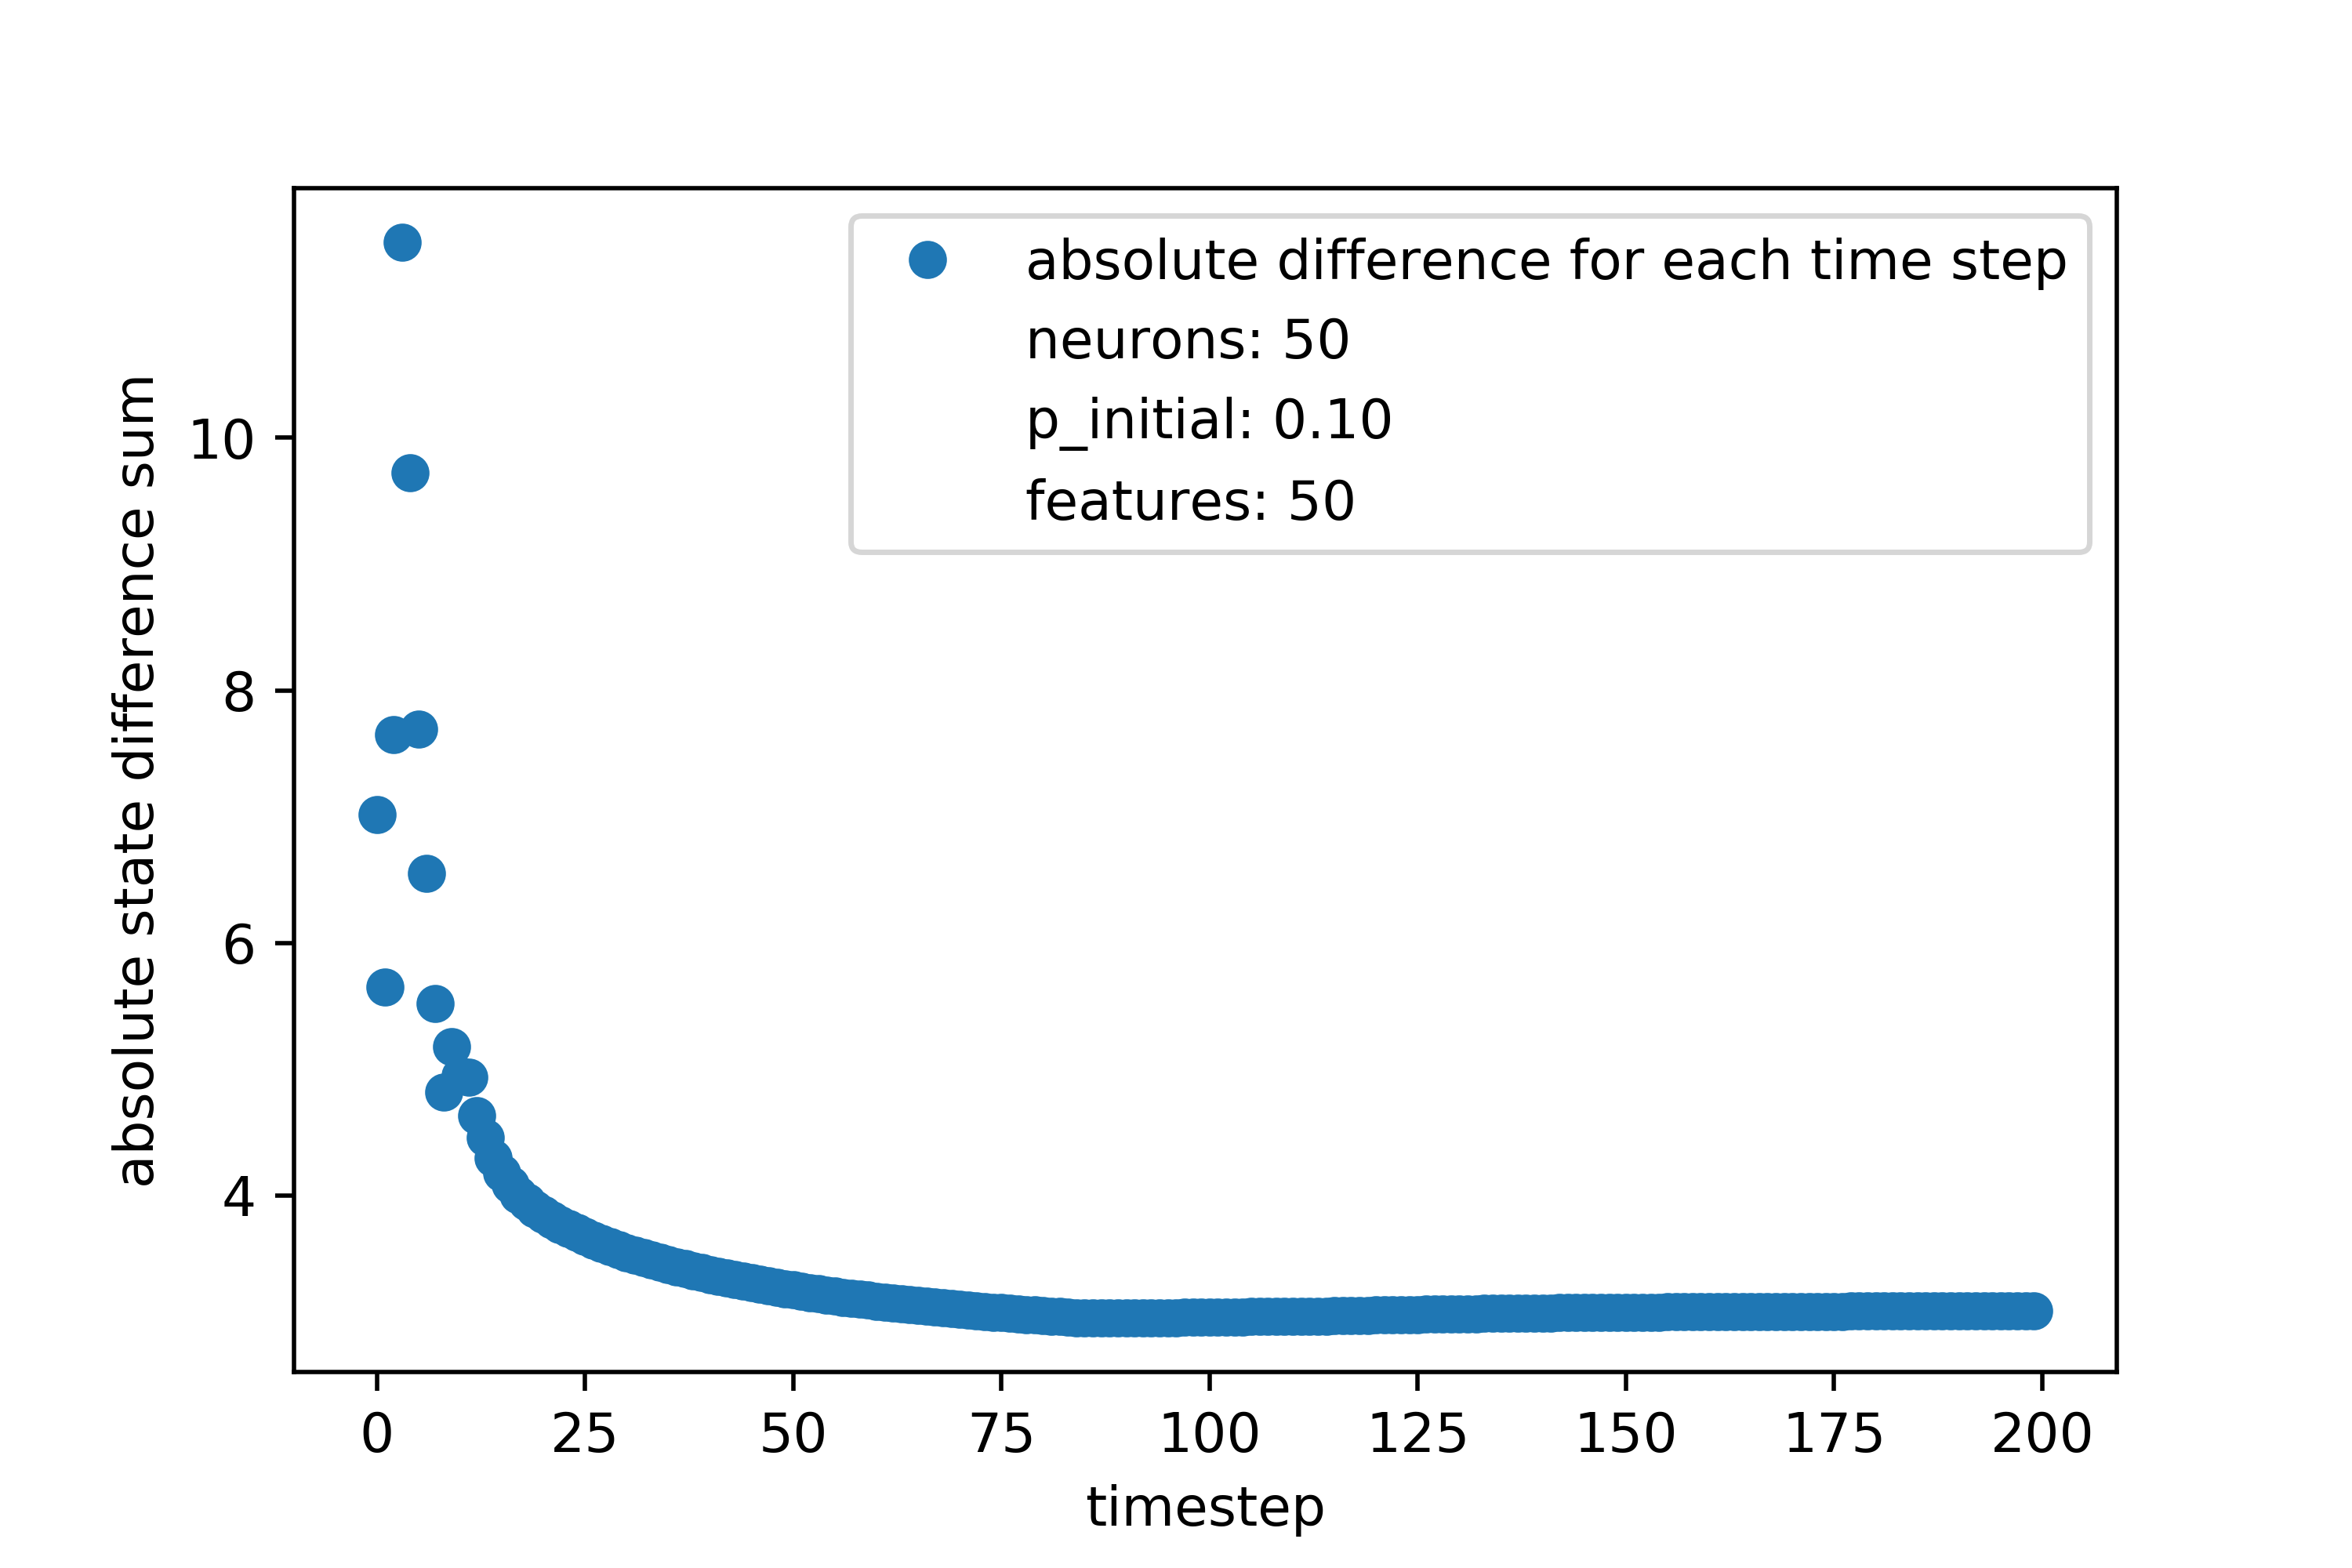 absolute difference for each time step
neurons: 50
p_initial: 0.10
features: 50
absolute state difference sum
10
8
6
4
0 25 50 75 100 125 150 175 200
timestep